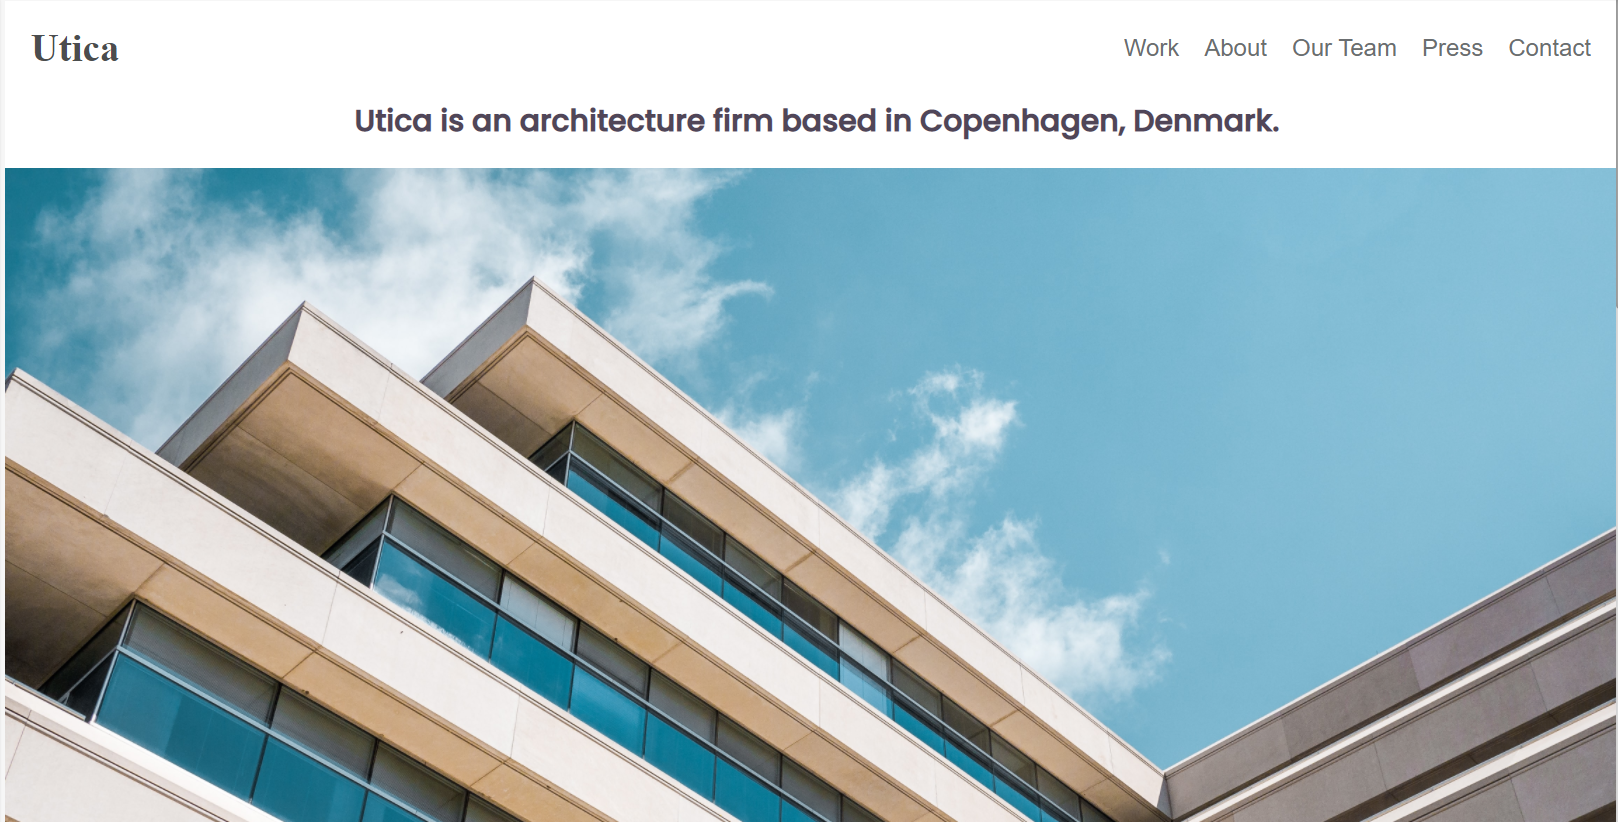 Utica
Work About Our Team Press Contact
Utica is an architecture firm based in Copenhagen, Denmark.